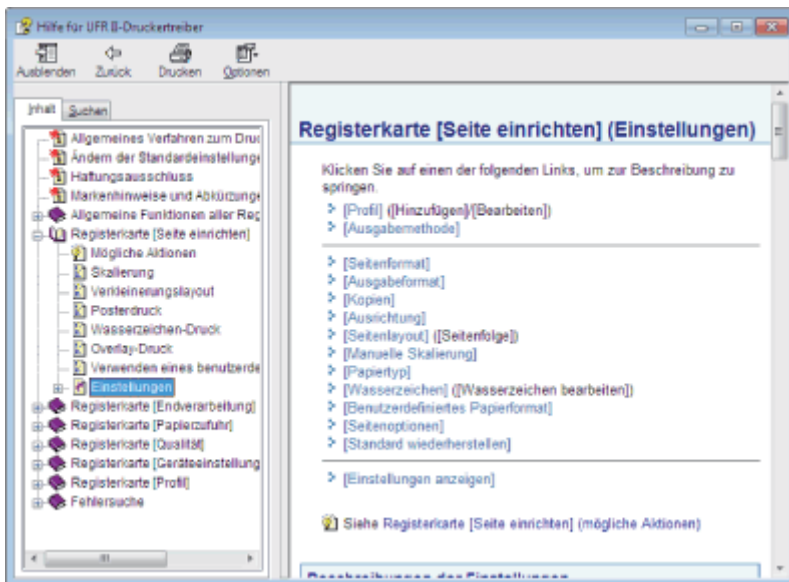 Hilfe für UFR II-Druckertreiber
Ausblenden Zurück Drucken Optionen
Inhalt Suchen
Allgemeines Verfahren zum Druc
Ändern der Standardeinstellunge
Haftungsausschluss
Markenhinweise und Abkürzunge
Allgemeine Funktionen aller Reg
Registerkarte [Seite einrichten]
Mögliche Aktionen
Skalierung
Verkleinerungslayout
Posterdruck
Wasserzeichen-Druck
Overlay-Druck
Verwenden eines benutzerde
Einstellungen
Registerkarte [Endverarbeitung]
Registerkarte [Papierzufuhr]
Registerkarte [Qualität]
Registerkarte [Geräteeinstellung
Registerkarte [Profil]
Fehlersuche
Registerkarte [Seite einrichten] (Einstellungen)
Klicken Sie auf einen der folgenden Links, um zur Beschreibung zu
springen.
[Profil] ([Hinzufügen]/[Bearbeiten])
[Ausgabemethode]
[Seitenformat]
[Ausgabeformat]
[Kopien]
[Ausrichtung]
[Seitenlayout] ([Seitenfolge])
[Manuelle Skalierung]
[Papiertyp]
[Wasserzeichen] ([Wasserzeichen bearbeiten])
[Benutzerdefiniertes Papierformat]
[Seitenoptionen]
[Standard wiederherstellen]
[Einstellungen anzeigen]
Siehe Registerkarte [Seite einrichten] (mögliche Aktionen)
Beschreibungen der Einstellungen